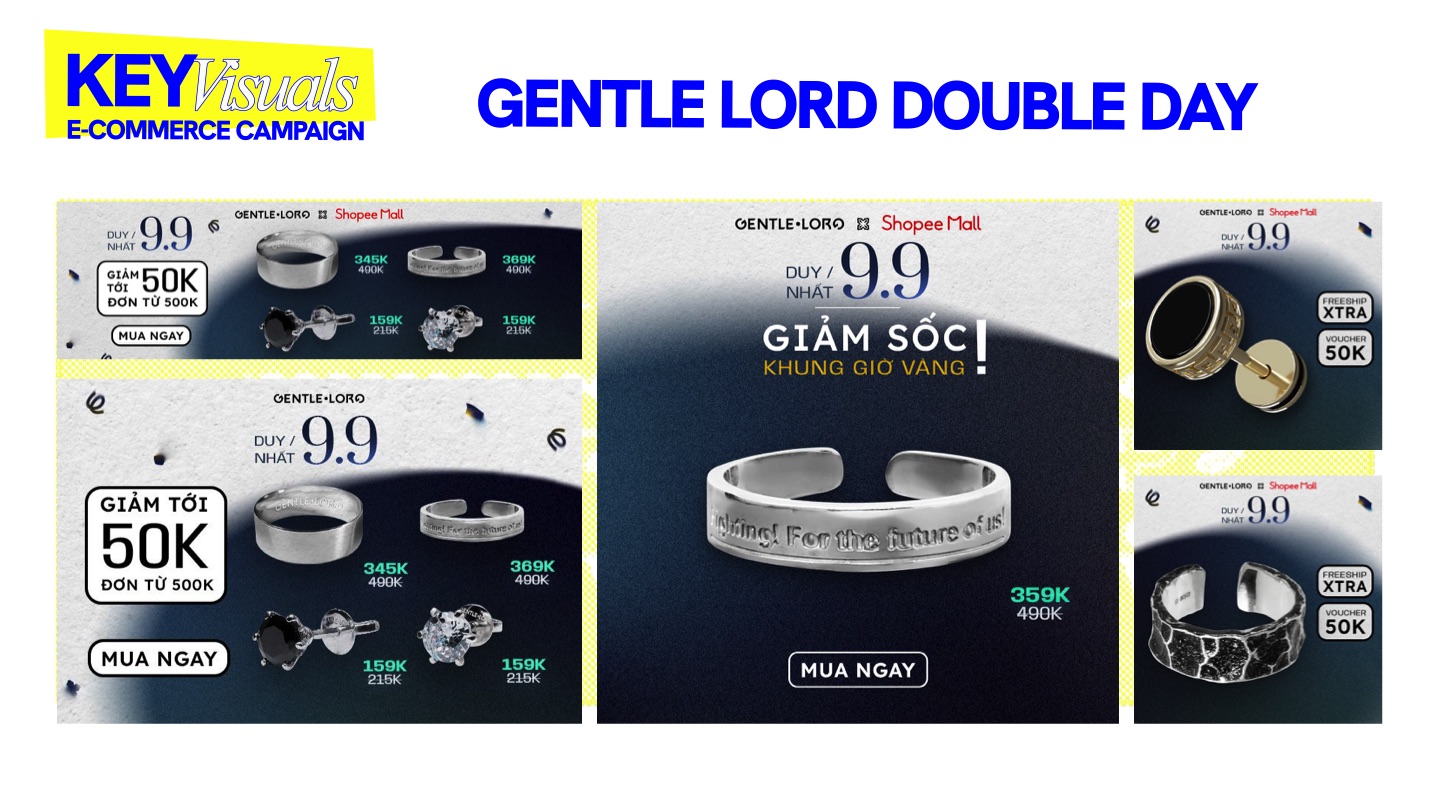 KEYVisuals
E-COMMERCE CAMPAIGN
GENTLE LORD DOUBLE DAY
GENTLE•LORD Shopee Mall
DUY /
NHẤT 9.9
GIẢM
TỚI 50K
ĐƠN TỪ 500K
MUA NGAY
345K
490K
369K
490K
159K
215K
159K
215K
GENTLE•LORD
DUY /
NHẤT 9.9
GIẢM TỚI
50K
ĐƠN TỪ 500K
MUA NGAY
345K
490K
369K
490K
159K
215K
159K
215K
GENTLE•LORD Shopee Mall
DUY /
NHẤT 9.9
GIẢM SỐC!
KHUNG GIỜ VÀNG
Fighting! For the future of us!
359K
490K
MUA NGAY
GENTLE•LORD Shopee Mall
DUY /
NHẤT 9.9
FREESHIP
XTRA
VOUCHER
50K
GENTLE•LORD Shopee Mall
DUY /
NHẤT 9.9
FREESHIP
XTRA
VOUCHER
50K